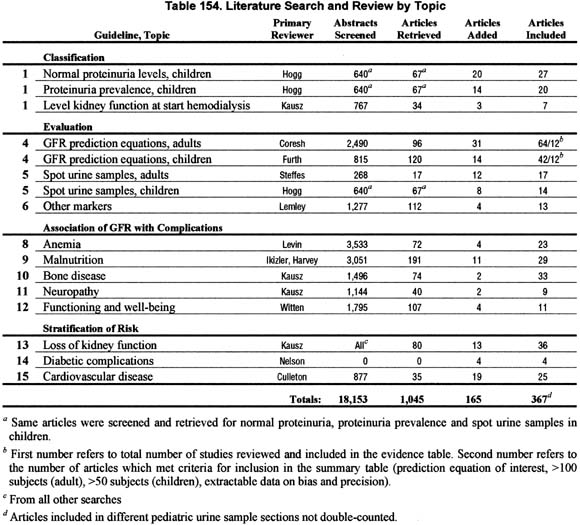 Table 154. Literature Search and Review by Topic
Guideline, Topic Primary Reviewer Abstracts Screened Articles Retrieved Articles Added Articles Included
Classification
1 Normal proteinuria levels, children Hogg 640a 67a 20 27
1 Proteinuria prevalence, children Hogg 640a 67a 14 20
1 Level kidney function at start hemodialysis Kausz 767 34 3 7
Evaluation
4 GFR prediction equations, adults Coresh 2,490 96 31 64/12b
4 GFR prediction equations, children Furth 815 120 14 42/12b
5 Spot urine samples, adults Steffes 268 17 12 17
5 Spot urine samples, children Hogg 640a 67a 8 14
6 Other markers Lemley 1,277 112 4 13
Association of GFR with Complications
8 Anemia Levin 3,533 72 4 23
9 Malnutrition Ikizler, Harvey 3,051 191 11 29
10 Bone disease Kausz 1,496 74 2 33
11 Neuropathy Kausz 1,144 40 2 9
12 Functioning and well-being Witten 1,795 107 4 11
Stratification of Risk
13 Loss of kidney function Kausz Allc 80 13 36
14 Diabetic complications Nelson 0 0 4 4
15 Cardiovascular disease Culleton 877 35 19 25
Totals: 18,153 1,045 165 367d
a Same articles were screened and retrieved for normal proteinuria, proteinuria prevalence and spot urine samples in
children.
b First number refers to total number of studies reviewed and included in the evidence table. Second number refers to
the number of articles which met criteria for inclusion in the summary table (prediction equation of interest, >100
subjects (adult), >50 subjects (children), extractable data on bias and precision).
c From all other searches
d Articles included in different pediatric urine sample sections not double-counted.